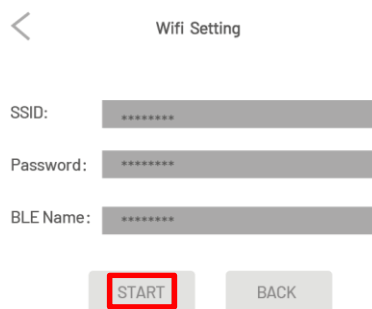 Wifi Setting
SSID: ********
Password: ********
BLE Name: ********
START BACK